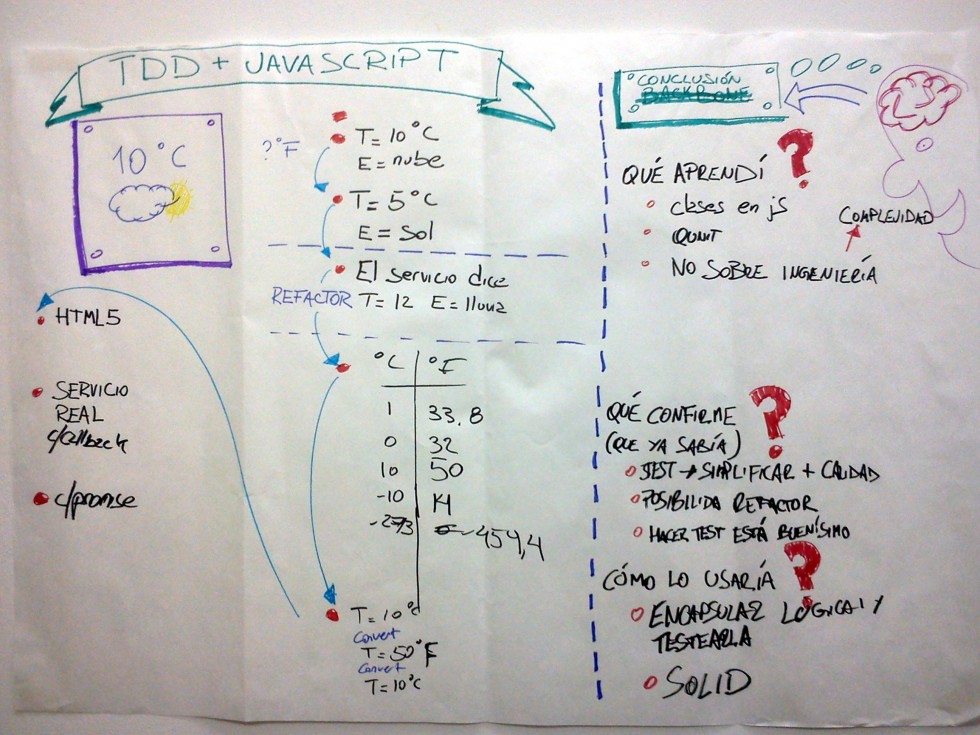 TDD + JAVASCRIPT
10°C
?°F
T= 10°C
E= nube
T= 5°C
E= sol
El servicio dice
REFACTOR T= 12 E= lluvia
°C °F
1 33,8
0 32
10 50
-10 14
-273 -459,4
T= 10°C
Convert
T= 50°F
Convert
T=10°C
HTML5
SERVICIO
REAL
c/callback
c/promise
CONCLUSIÓN
BACKBONE
QUÉ APRENDÍ ?
clases en js
QUNIT
NO SOBRE INGENIERÍA
COMPLEJIDAD
QUÉ CONFIRME ?
(QUE YA SABÍA)
TEST → SIMPLIFICAR + CALIDAD
POSIBILIDA REFACTOR
HACER TEST ESTÁ BUENÍSIMO
CÓMO LO USARÍA ?
ENCAPSULAR LÓGICA Y
TESTEARLA
SOLID